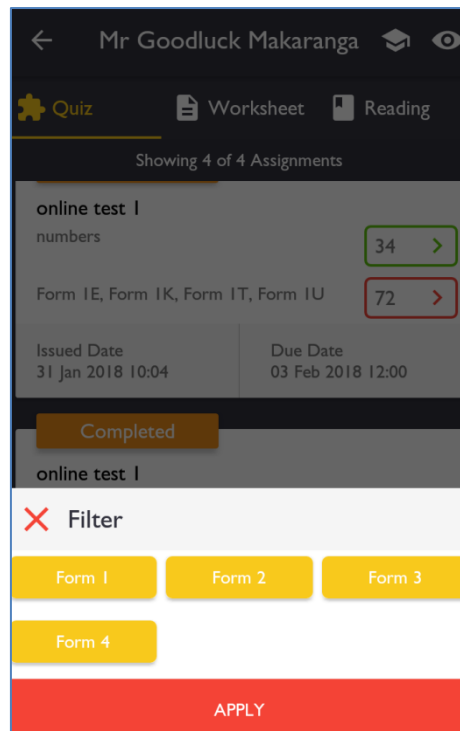 Mr Goodluck Makaranga
Quiz Worksheet Reading
Showing 4 of 4 Assignments
online test 1
numbers
34
Form 1E, Form 1K, Form 1T, Form 1U
72
Issued Date Due Date
31 Jan 2018 10:04 03 Feb 2018 12:00
Completed
online test 1
Filter
Form 1 Form 2 Form 3
Form 4
APPLY